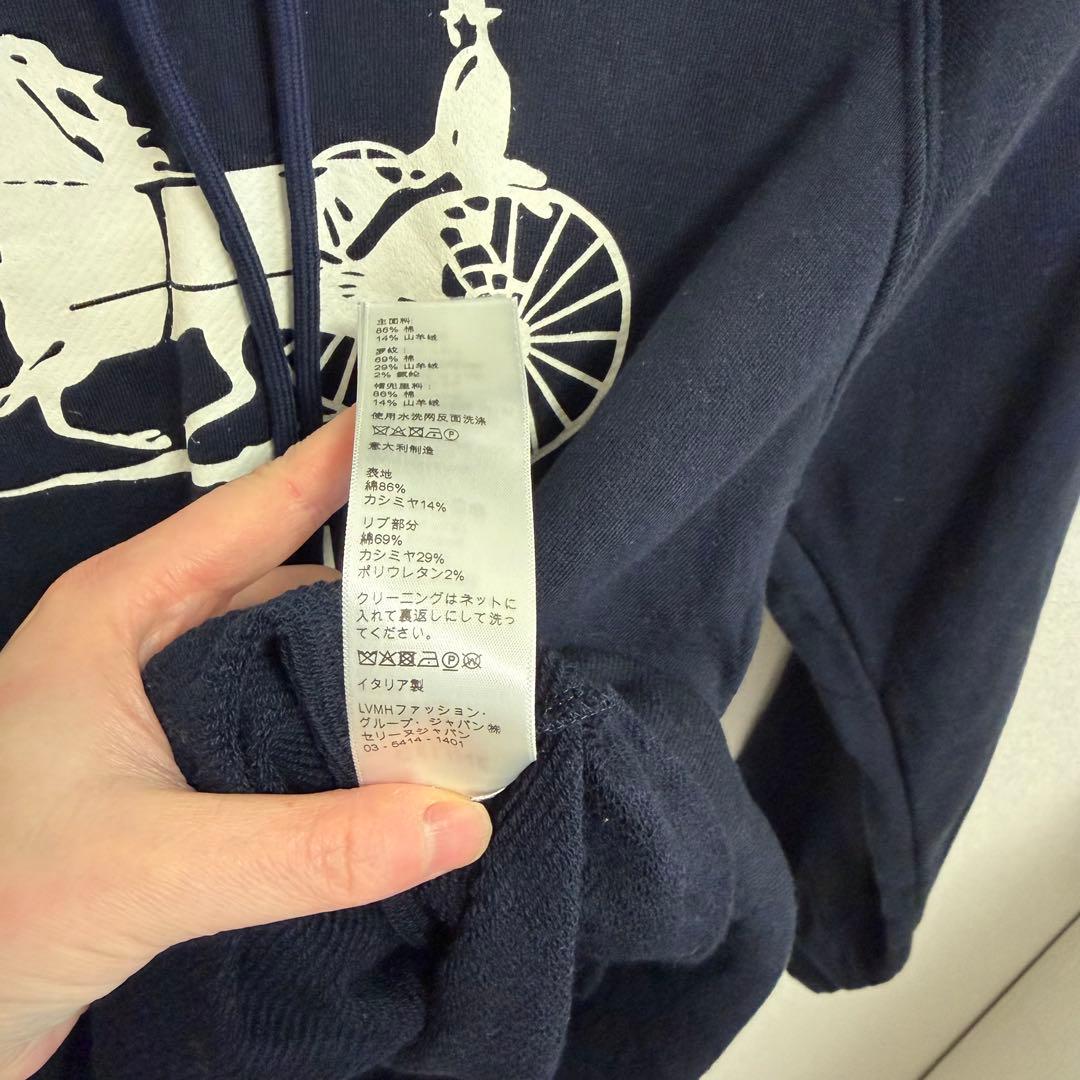 主面料:
86% 棉
14% 山羊绒
罗纹:
69% 棉
29% 山羊绒
2% 氨纶
帽兜里料:
86% 棉
14% 山羊绒
使用水洗网反面洗涤
意大利制造
表地
綿86%
カシミヤ14%
リブ部分
綿69%
カシミヤ29%
ポリウレタン2%
クリーニングはネットに
入れて裏返しにして洗っ
てください。
イタリア製
LVMHファッション・
グループ・ジャパン㈱
セリーヌジャパン
03-5414-1401